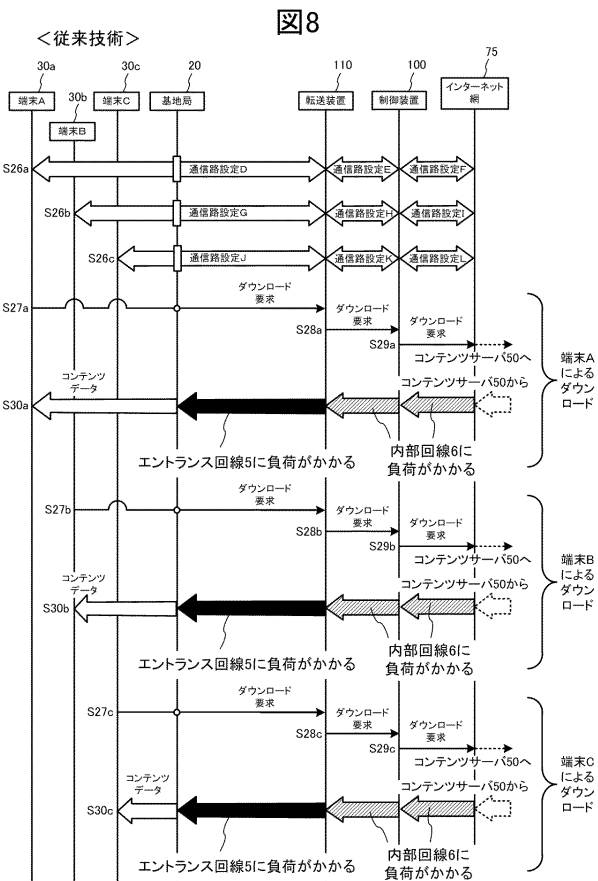 図8
＜従来技術＞
30a
30b
30c
20
110
100
75
端末A
端末B
端末C
基地局
転送装置
制御装置
インターネット
網
S26a
通信路設定D
通信路設定E
通信路設定F
S26b
通信路設定G
通信路設定H
通信路設定I
S26c
通信路設定J
通信路設定K
通信路設定L
S27a
ダウンロード
要求
S28a
ダウンロード
要求
S29a
ダウンロード
要求
コンテンツサーバ50へ
コンテンツサーバ50から
コンテンツ
データ
S30a
エントランス回線5に負荷がかかる
内部回線6に
負荷がかかる
端末A
による
ダウン
ロード
S27b
ダウンロード
要求
S28b
ダウンロード
要求
S29b
ダウンロード
要求
コンテンツサーバ50へ
コンテンツサーバ50から
コンテンツ
データ
S30b
エントランス回線5に負荷がかかる
内部回線6に
負荷がかかる
端末B
による
ダウン
ロード
S27c
ダウンロード
要求
S28c
ダウンロード
要求
S29c
ダウンロード
要求
コンテンツサーバ50へ
コンテンツサーバ50から
コンテンツ
データ
S30c
エントランス回線5に負荷がかかる
内部回線6に
負荷がかかる
端末C
による
ダウン
ロード